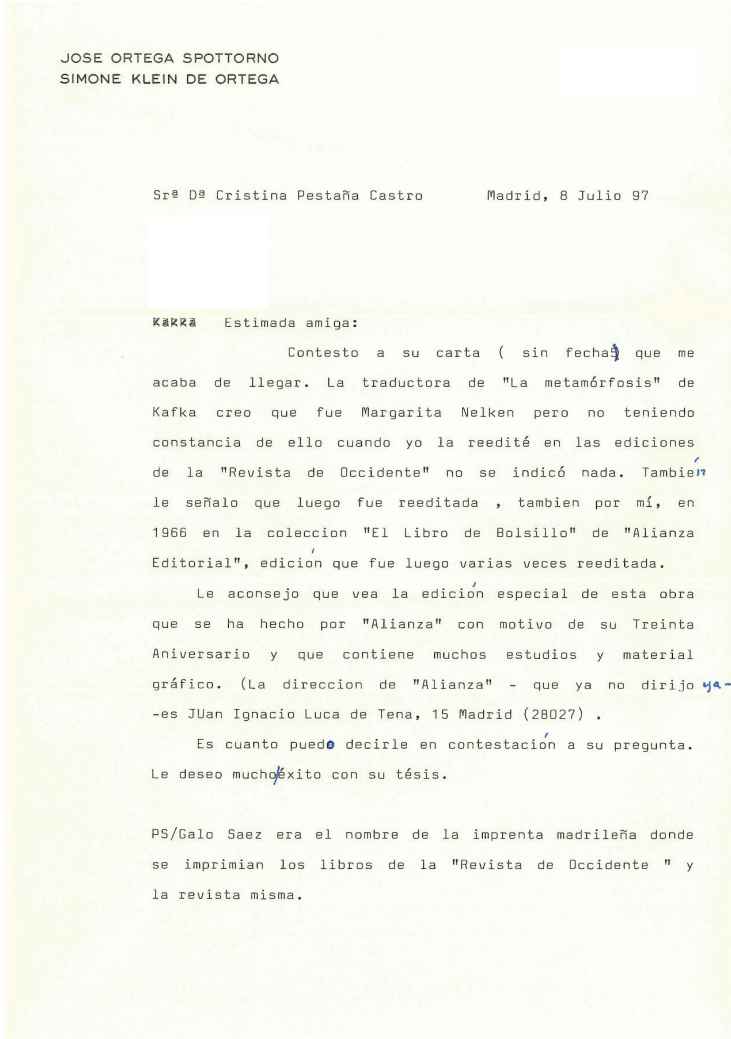 JOSE ORTEGA SPOTTORNO
SIMONE KLEIN DE ORTEGA
Srª Dª Cristina Pestaña Castro Madrid, 8 Julio 97
Estimada amiga:
Contesto a su carta ( sin fecha) que me
acaba de llegar. La traductora de "La metamórfosis" de
Kafka creo que fue Margarita Nelken pero no teniendo
constancia de ello cuando yo la reedité en las ediciones
de la "Revista de Occidente" no se indicó nada. También
le señalo que luego fue reeditada , tambien por mí, en
1966 en la coleccion "El Libro de Bolsillo" de "Alianza
Editorial", edición que fue luego varias veces reeditada.
Le aconsejo que vea la edición especial de esta obra
que se ha hecho por "Alianza" con motivo de su Treinta
Aniversario y que contiene muchos estudios y material
gráfico. (La direccion de "Alianza" - que ya no dirijo ya-
-es JUan Ignacio Luca de Tena, 15 Madrid (28027) .
Es cuanto puedo decirle en contestación a su pregunta.
Le deseo mucho/éxito con su tésis.
PS/Galo Saez era el nombre de la imprenta madrileña donde
se imprimian los libros de la "Revista de Occidente " y
la revista misma.